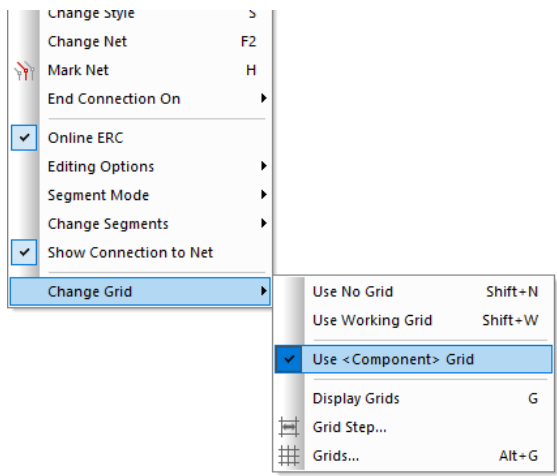 Change Style S
Change Net F2
Mark Net H
End Connection On
Online ERC
Editing Options
Segment Mode
Change Segments
Show Connection to Net
Change Grid
Use No Grid Shift+N
Use Working Grid Shift+W
Use <Component> Grid
Display Grids G
Grid Step...
Grids... Alt+G